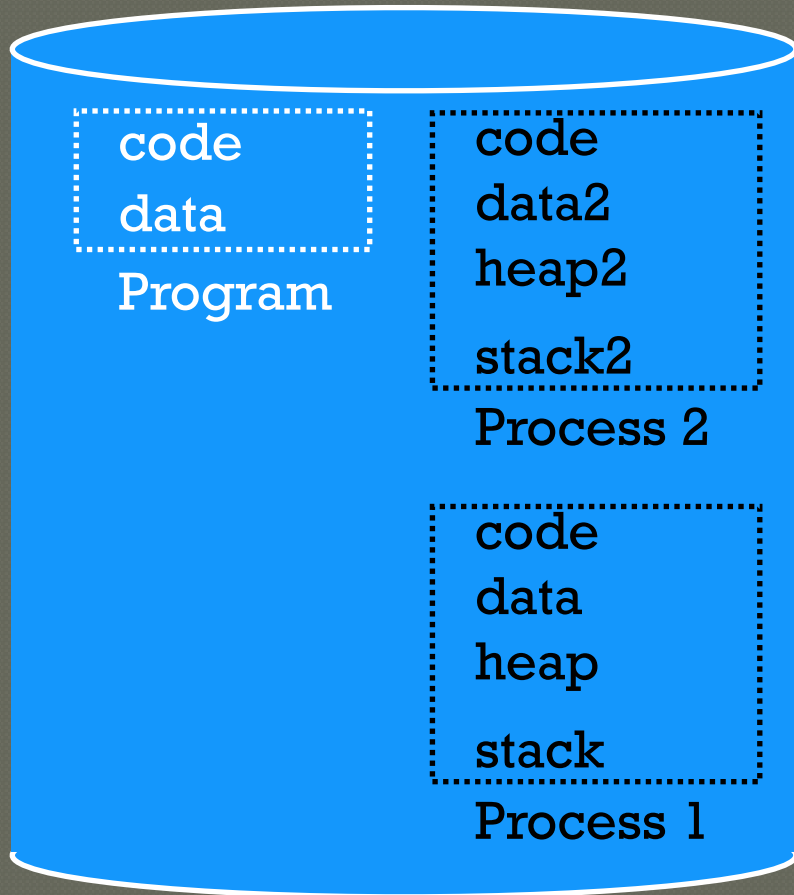 code
data
Program
code
data2
heap2
stack2
Process 2
code
data
heap
stack
Process 1